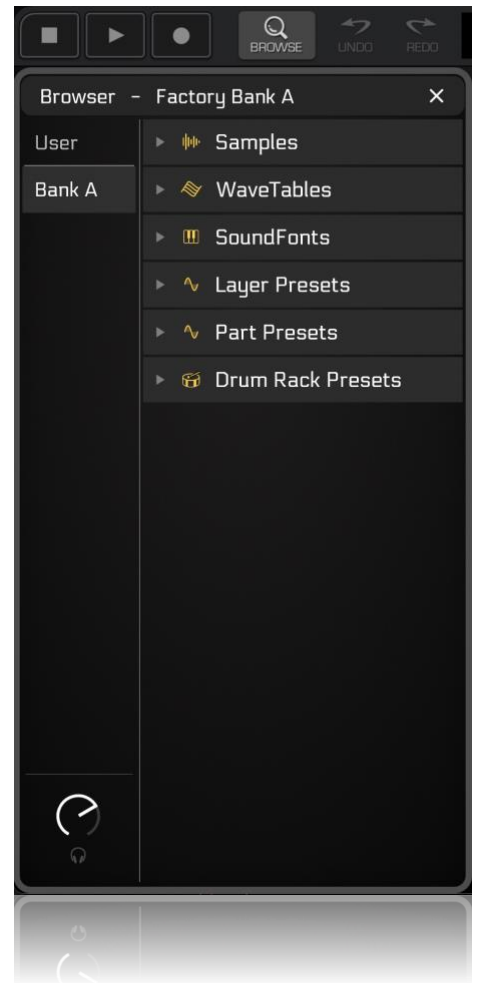 BROWSE UNDO REDO
Browser - Factory Bank A
User
Bank A
Samples
WaveTables
SoundFonts
Layer Presets
Part Presets
Drum Rack Presets